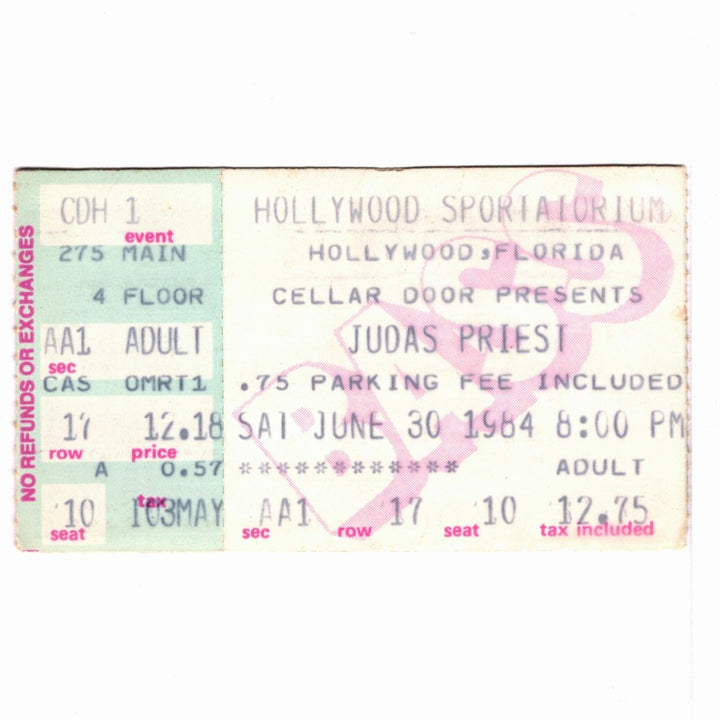 NO REFUNDS OR EXCHANGES
CDH 1
event
275 MAIN
4 FLOOR
AA1 ADULT
sec
CAS OMRT1
17 12.18
row price
A 0.57
tax
10 103MAY
seat
BASS
HOLLYWOOD SPORTATORIUM
HOLLYWOOD,FLORIDA
CELLAR DOOR PRESENTS
JUDAS PRIEST
.75 PARKING FEE INCLUDED
SAT JUNE 30 1984 8:00 PM
************ ADULT
AA1 17 10 12.75
sec row seat tax included